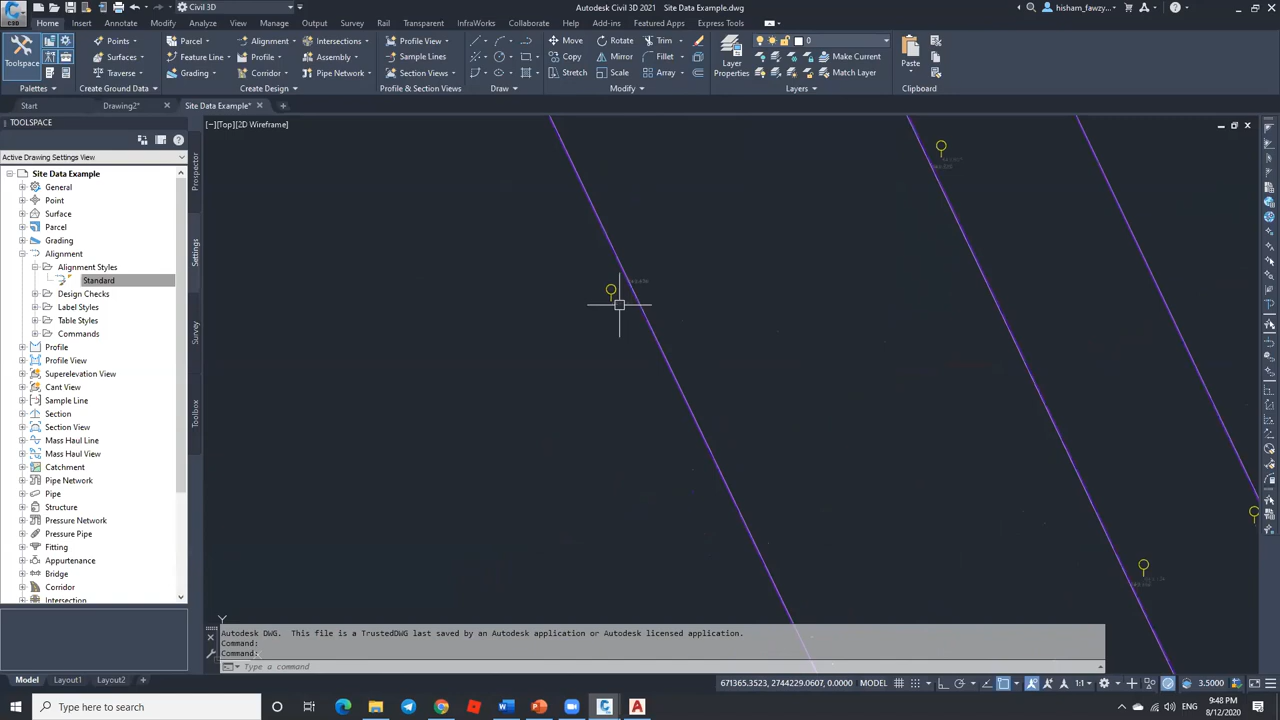 C3D
Civil 3D
Autodesk Civil 3D 2021 Site Data Example.dwg
hisham_fawzy...
Home Insert Annotate Modify Analyze View Manage Output Survey Rail Transparent InfraWorks Collaborate Help Add-ins Featured Apps Express Tools
Toolspace
Points
Surfaces
Traverse
Parcel
Feature Line
Grading
Alignment
Profile
Corridor
Intersections
Assembly
Pipe Network
Profile View
Sample Lines
Section Views
Move
Copy
Stretch
Rotate
Mirror
Scale
Trim
Fillet
Array
Layer
Properties
0
Make Current
Match Layer
Paste
Palettes Create Ground Data Create Design Profile & Section Views Draw Modify Layers Clipboard
Start Drawing2* Site Data Example*
TOOLSPACE
[−][Top][2D Wireframe]
Active Drawing Settings View
Site Data Example
General
Point
Surface
Parcel
Grading
Alignment
Alignment Styles
Standard
Design Checks
Label Styles
Table Styles
Commands
Profile
Profile View
Superelevation View
Cant View
Sample Line
Section
Section View
Mass Haul Line
Mass Haul View
Catchment
Pipe Network
Pipe
Structure
Pressure Network
Pressure Pipe
Fitting
Appurtenance
Bridge
Corridor
Intersection
Prospector
Settings
Survey
Toolbox
Y
Autodesk DWG. This file is a TrustedDWG last saved by an Autodesk application or Autodesk licensed application.
Command:
Command:
Type a command
Model Layout1 Layout2
671365.3523, 2744229.0607, 0.0000 MODEL 1:1 3.5000
Type here to search
9:48 PM
8/12/2020